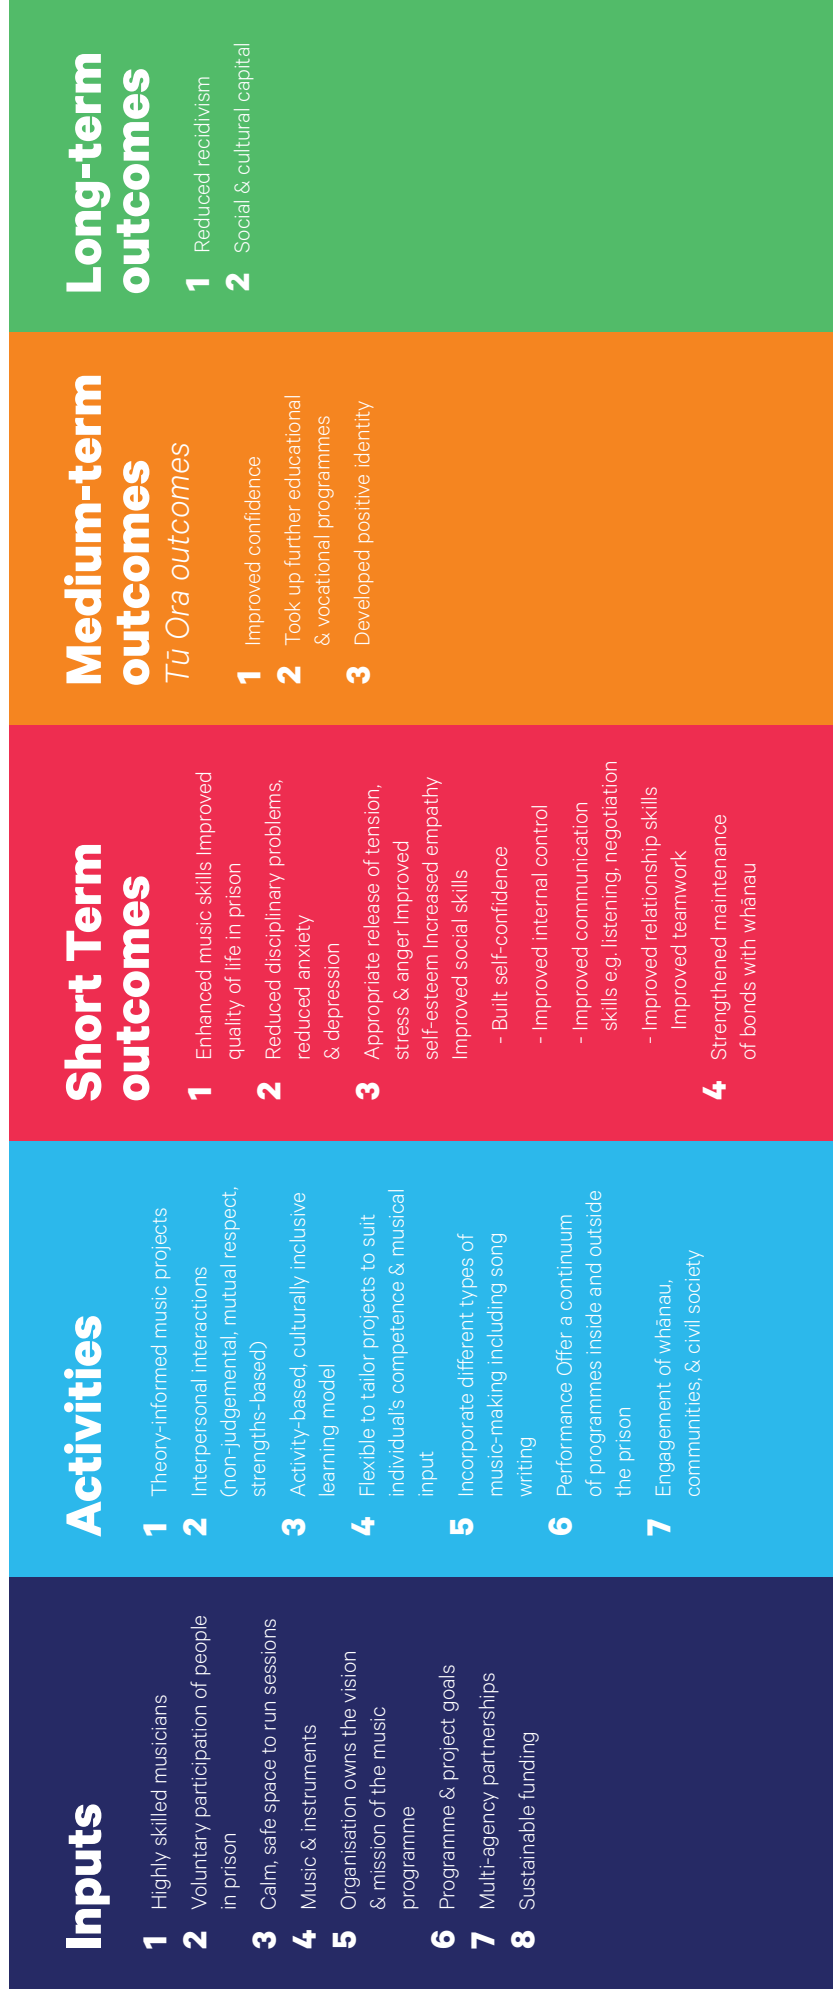 Inputs
1 Highly skilled musicians
2 Voluntary participation of people
in prison
3 Calm, safe space to run sessions
4 Music & instruments
5 Organisation owns the vision
& mission of the music
programme
6 Programme & project goals
7 Multi-agency partnerships
8 Sustainable funding
Activities
1 Theory-informed music projects
2 Interpersonal interactions
(non-judgemental, mutual respect,
strengths-based)
3 Activity-based, culturally inclusive
learning model
4 Flexible to tailor projects to suit
individual's competence & musical
input
5 Incorporate different types of
music-making including song
writing
6 Performance Offer a continuum
of programmes inside and outside
the prison
7 Engagement of whānau,
communities, & civil society
Short Term
outcomes
1 Enhanced music skills Improved
quality of life in prison
2 Reduced disciplinary problems,
reduced anxiety
& depression
3 Appropriate release of tension,
stress & anger Improved
self-esteem Increased empathy
Improved social skills
- Built self-confidence
- Improved internal control
- Improved communication
skills e.g. listening, negotiation
- Improved relationship skills
Improved teamwork
4 Strengthened maintenance
of bonds with whānau
Medium-term
outcomes
Tū Ora outcomes
1 Improved confidence
2 Took up further educational
& vocational programmes
3 Developed positive identity
Long-term
outcomes
1 Reduced recidivism
2 Social & cultural capital